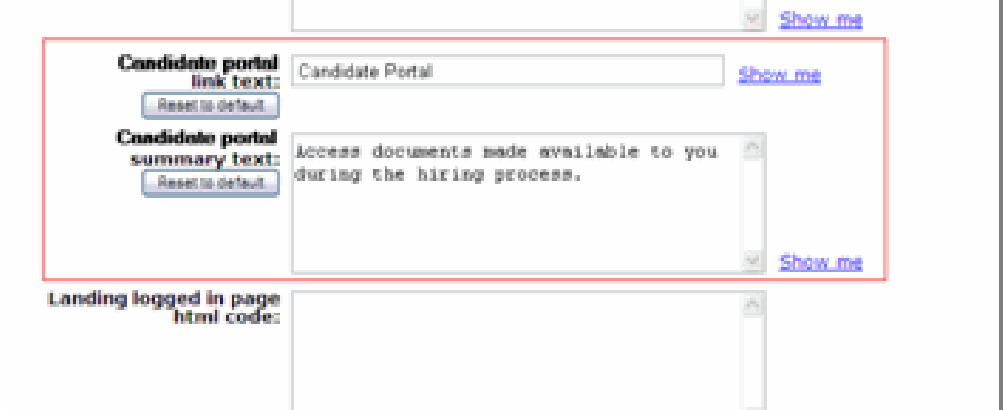 Show me
Candidate portal
link text:
Candidate Portal
Show me
Reset to default
Candidate portal
summary text:
Reset to default
Access documents made available to you
during the hiring process.
Show me
Landing logged in page
html code: